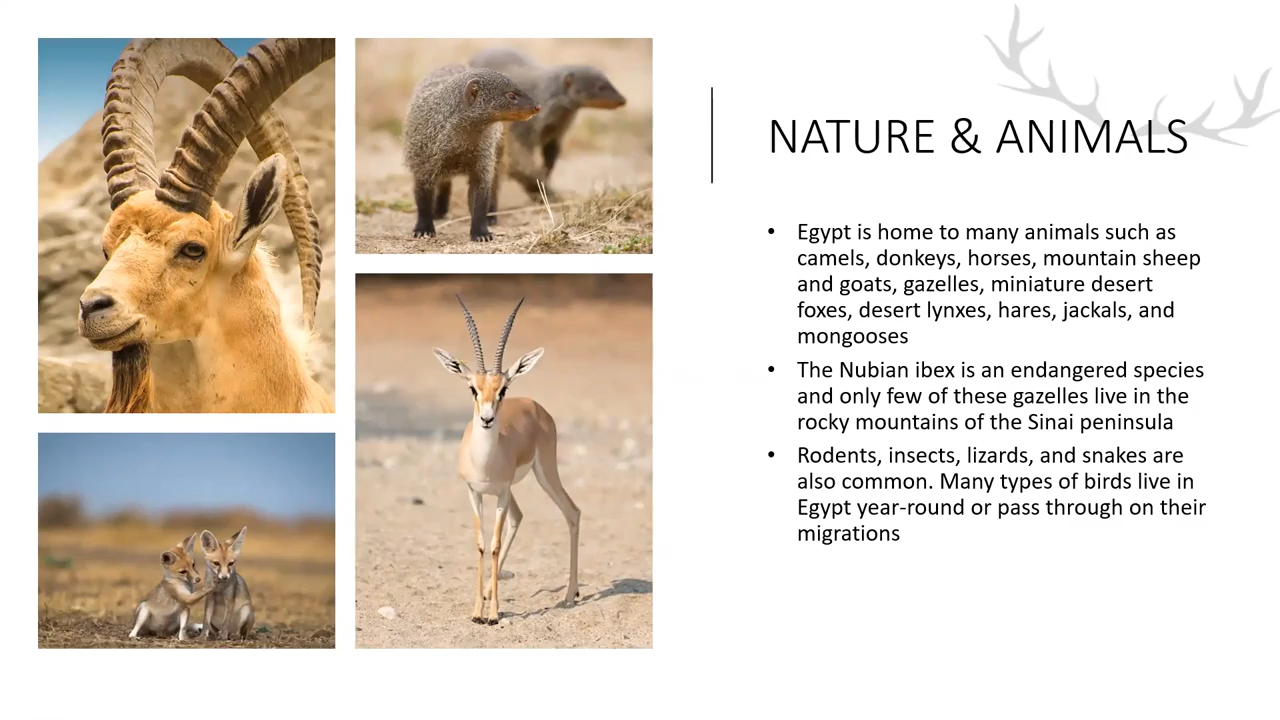 NATURE & ANIMALS
• Egypt is home to many animals such as
camels, donkeys, horses, mountain sheep
and goats, gazelles, miniature desert
foxes, desert lynxes, hares, jackals, and
mongooses
• The Nubian ibex is an endangered species
and only few of these gazelles live in the
rocky mountains of the Sinai peninsula
• Rodents, insects, lizards, and snakes are
also common. Many types of birds live in
Egypt year-round or pass through on their
migrations